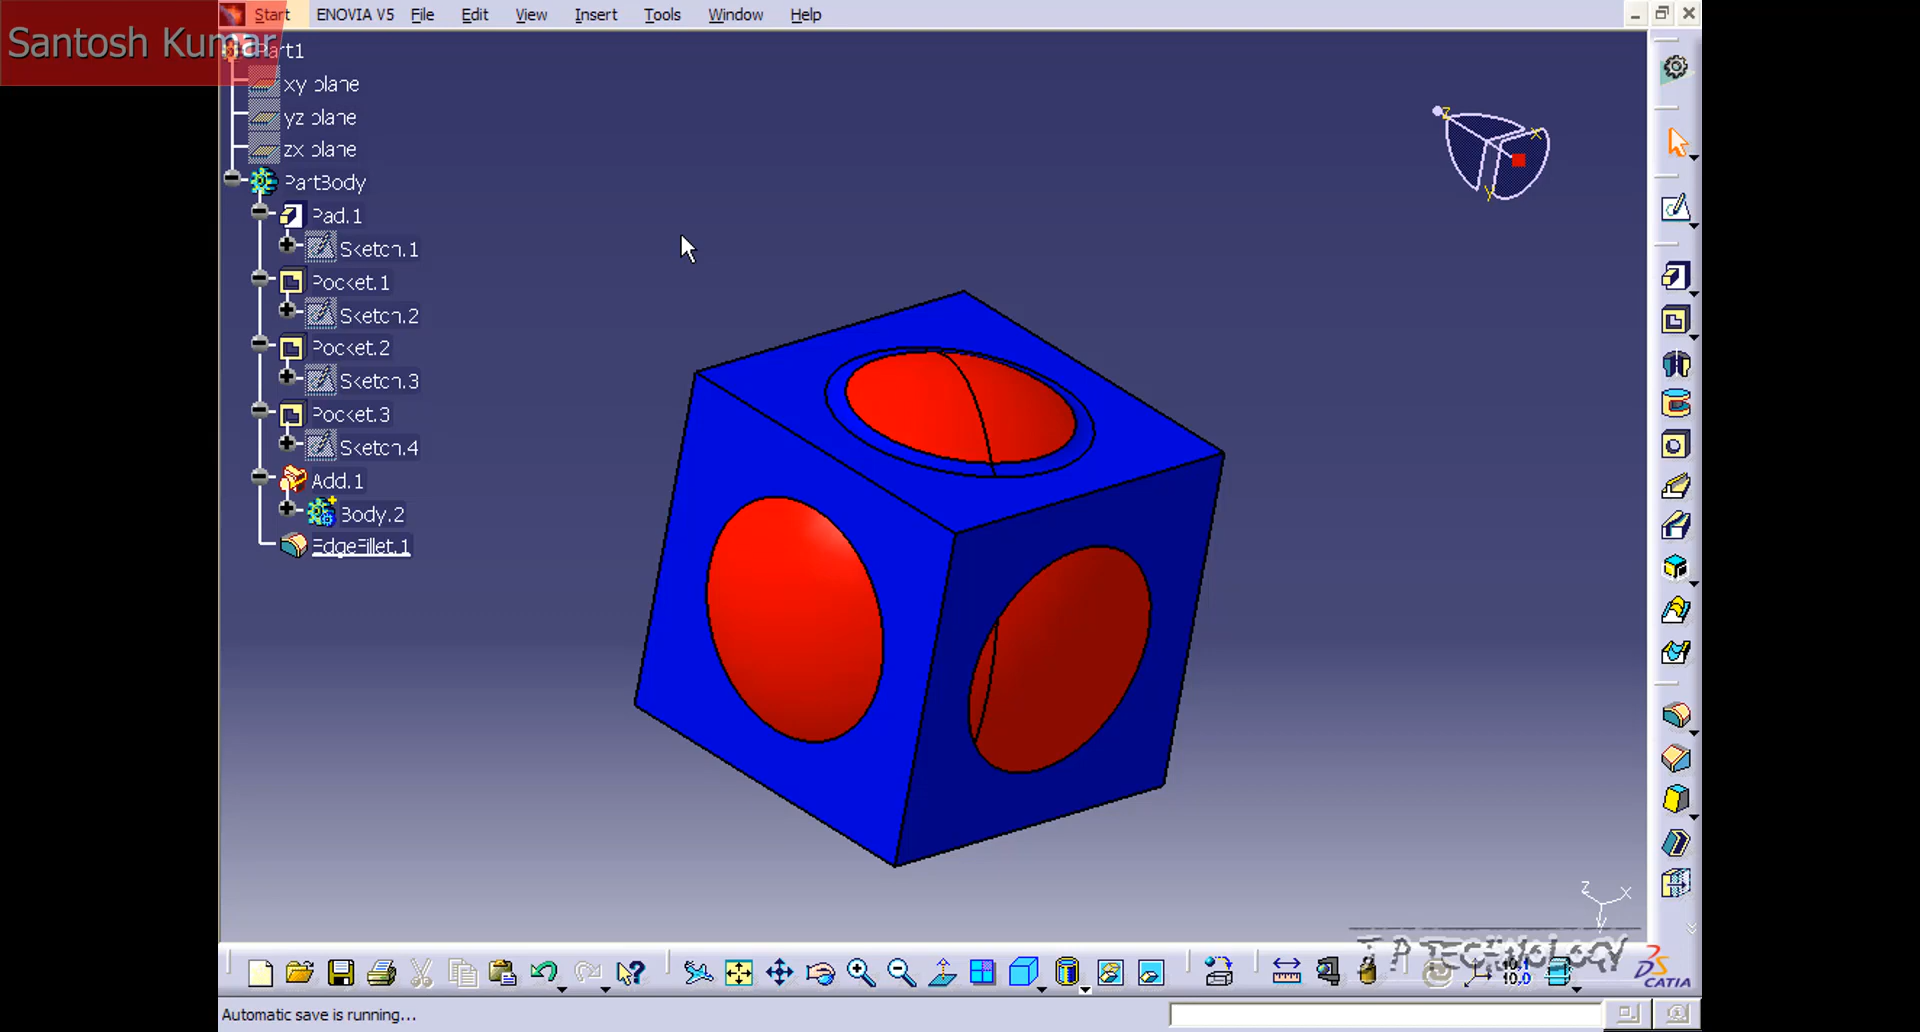 Start ENOVIA V5 File Edit View Insert Tools Window Help
Santosh Kumar
Part1
xy plane
yz plane
zx plane
PartBody
Pad.1
Sketch.1
Pocket.1
Sketch.2
Pocket.2
Sketch.3
Pocket.3
Sketch.4
Add.1
Body.2
EdgeFillet.1
z
x
y
Z X
Y
T P TECHNOLOGY
CATIA
Automatic save is running...